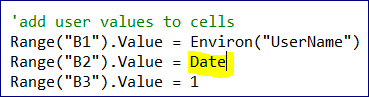 'add user values to cells
Range("B1").Value = Environ("UserName")
Range("B2").Value = Date
Range("B3").Value = 1